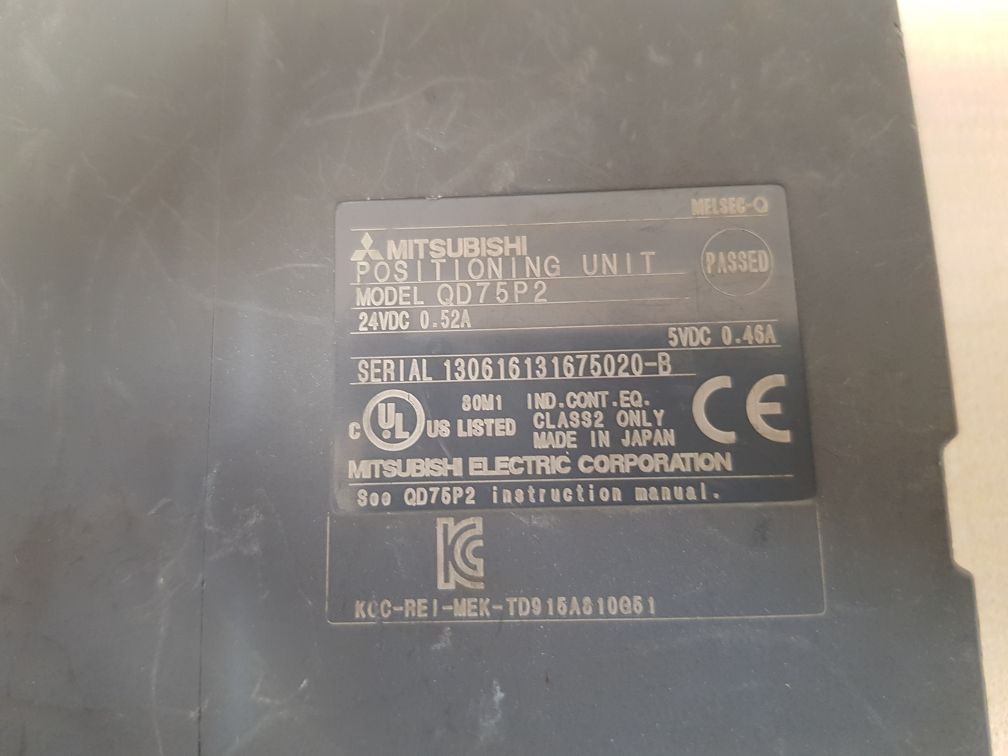 MELSEC-Q
MITSUBISHI
POSITIONING UNIT
PASSED
MODEL QD75P2
24VDC 0.52A
5VDC 0.46A
SERIAL 130616131675020-B
C UL US LISTED
80M1 IND.CONT.EQ.
CLASS2 ONLY
MADE IN JAPAN
CE
MITSUBISHI ELECTRIC CORPORATION
See QD75P2 instruction manual.
KC
KCC-REI-MEK-TD915A810G51